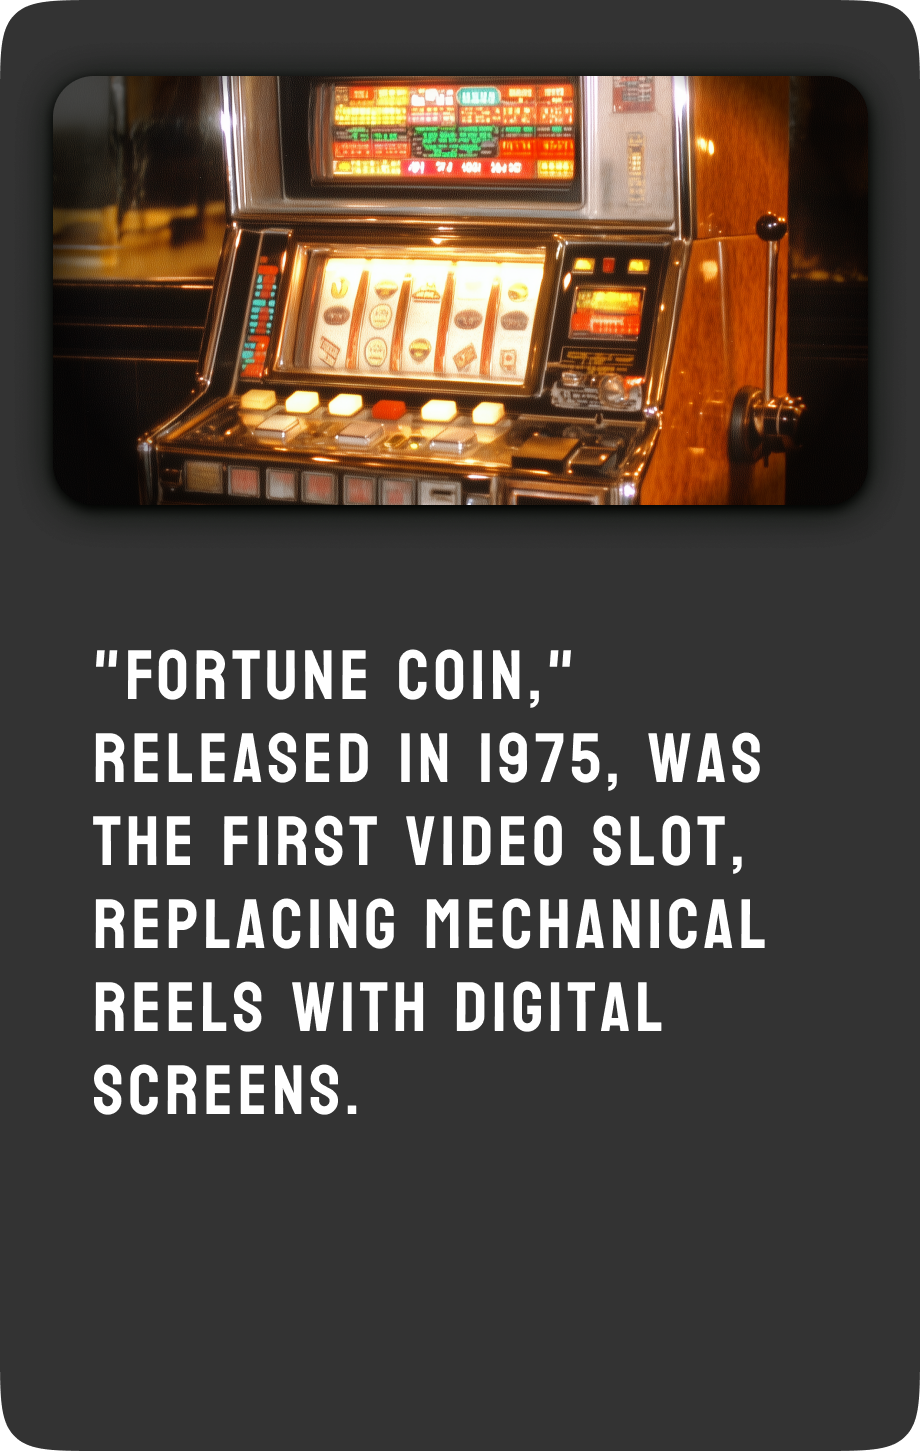 "FORTUNE COIN,"
RELEASED IN 1975, WAS
THE FIRST VIDEO SLOT,
REPLACING MECHANICAL
REELS WITH DIGITAL
SCREENS.